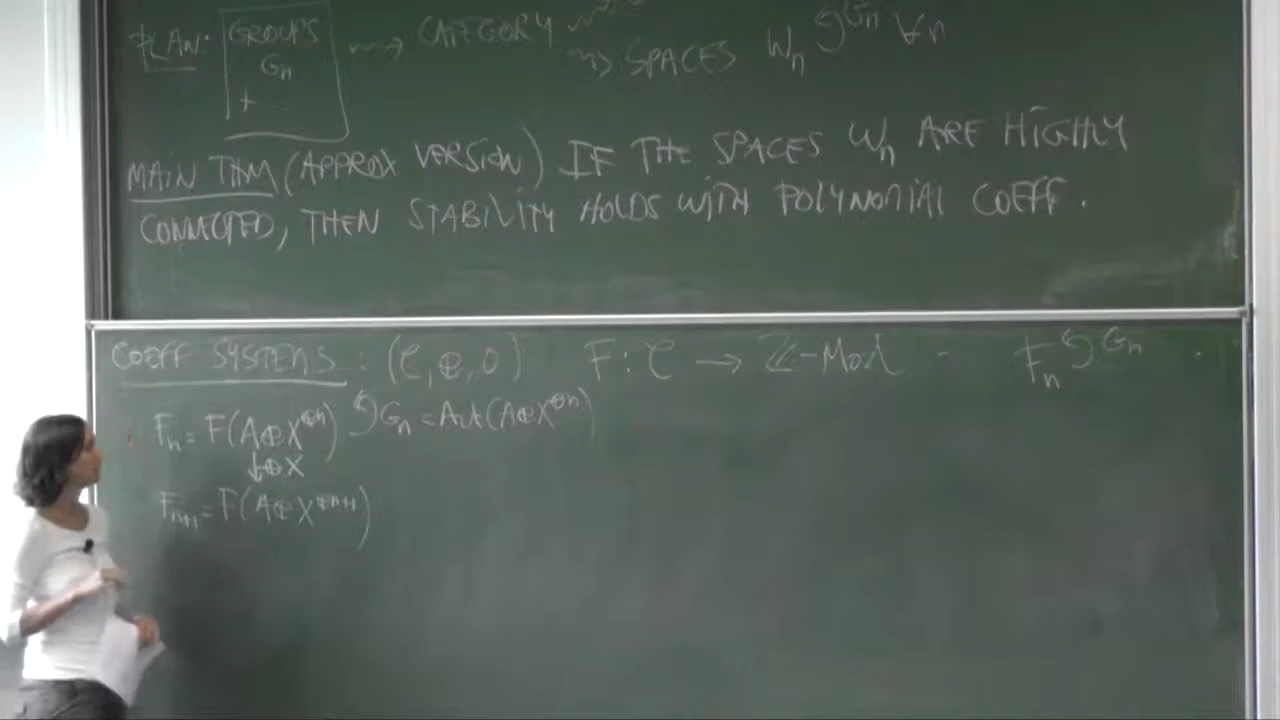 PLAN: GROUPS Gn + ... ⇝ CATEGORY ⇝
⇝ SPACES Wn ↺Gn ∀n
MAIN THM (APPROX VERSION) IF THE SPACES Wn ARE HIGHLY
CONNECTED, THEN STABILITY HOLDS WITH POLYNOMIAL COEFF.
COEFF SYSTEMS : (C, ⊕, 0) F : C → ℤ-Mod Fn ↺Gn
Fn = F(A⊕X^⊕n) ↺Gn = Aut(A⊕X^⊕n)
↓⊕X
Fn+1 = F(A⊕X^⊕n+1)